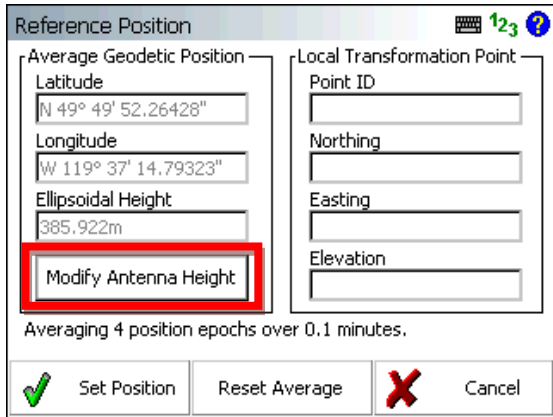 Reference Position
123 ?
Average Geodetic Position
Latitude
N 49° 49' 52.26428"
Longitude
W 119° 37' 14.79323"
Ellipsoidal Height
385.922m
Modify Antenna Height
Local Transformation Point
Point ID
Northing
Easting
Elevation
Averaging 4 position epochs over 0.1 minutes.
Set Position
Reset Average
Cancel